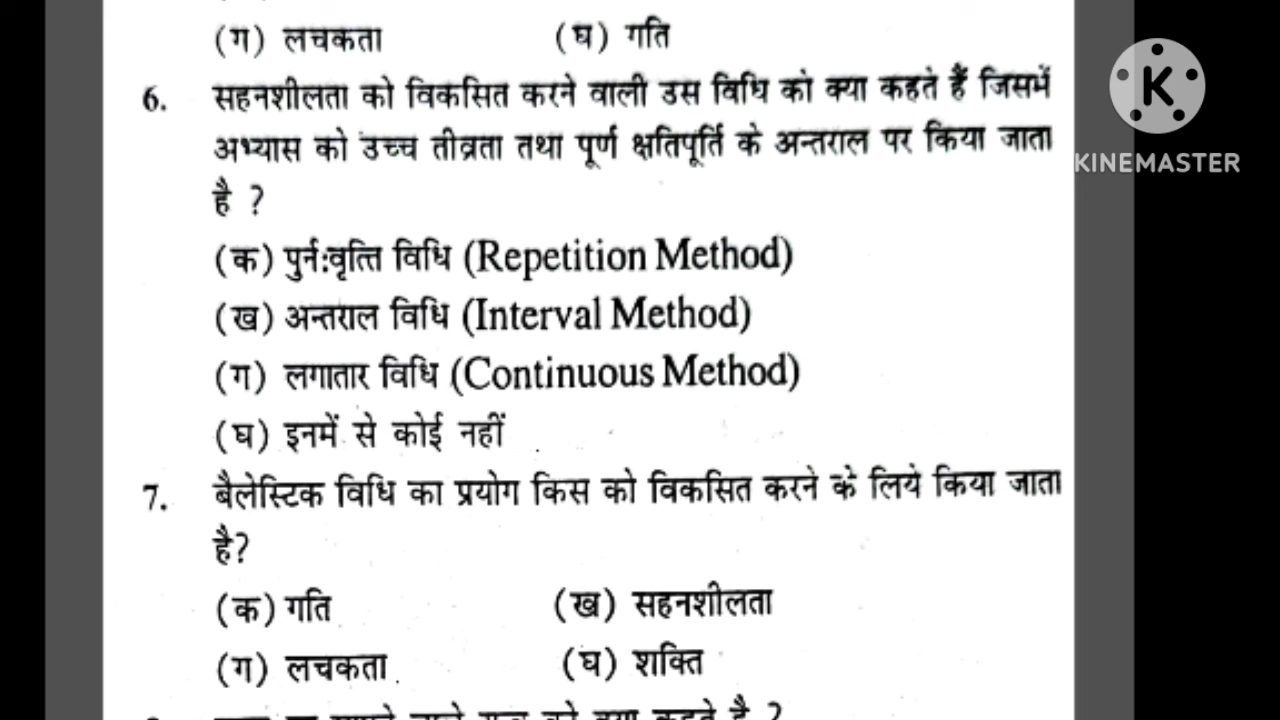 (ग) लचकता (घ) गति
6. सहनशीलता को विकसित करने वाली उस विधि को क्या कहते हैं जिसमें
अभ्यास को उच्च तीव्रता तथा पूर्ण क्षतिपूर्ति के अन्तराल पर किया जाता
है ?
(क) पुर्न:वृत्ति विधि (Repetition Method)
(ख) अन्तराल विधि (Interval Method)
(ग) लगातार विधि (Continuous Method)
(घ) इनमें से कोई नहीं
7. बैलेस्टिक विधि का प्रयोग किस को विकसित करने के लिये किया जाता
है?
(क) गति (ख) सहनशीलता
(ग) लचकता (घ) शक्ति
को क्या कहते है ?
K
KINEMASTER